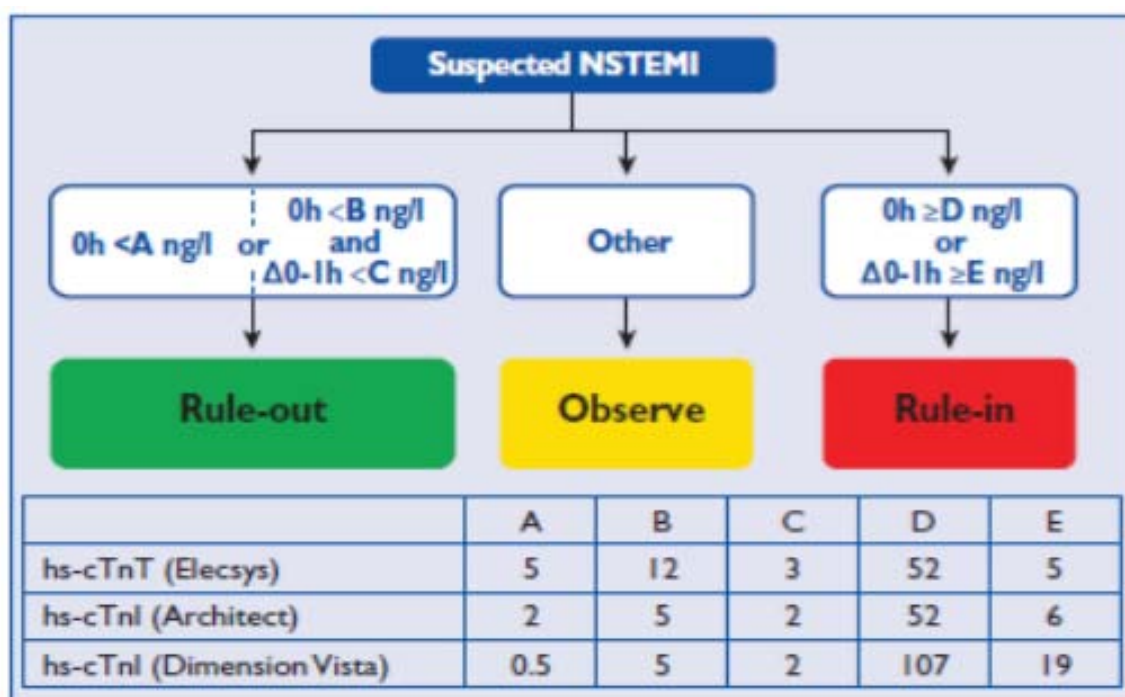 Suspected NSTEMI
0h <A ng/l or
0h <B ng/l
and
Δ0-1h <C ng/l
Other
0h ≥D ng/l
or
Δ0-1h ≥E ng/l
Rule-out
Observe
Rule-in
A B C D E
hs-cTnT (Elecsys) 5 12 3 52 5
hs-cTnI (Architect) 2 5 2 52 6
hs-cTnI (Dimension Vista) 0.5 5 2 107 19